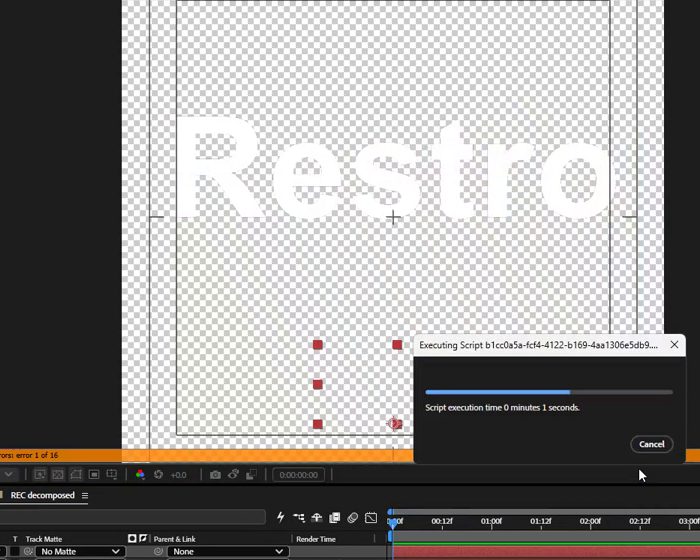 Restro
Executing Script b1cc0a5a-fcf4-4122-b169-4aa1306e5db9....
Script execution time 0 minutes 1 seconds.
Cancel
rrors: error 1 of 16
+0.0
0:00:00:00
REC decomposed
00f
00:12f
01:00f
01:12f
02:00f
02:12f
03:0
T
Track Matte
Parent & Link
Render Time
No Matte
None